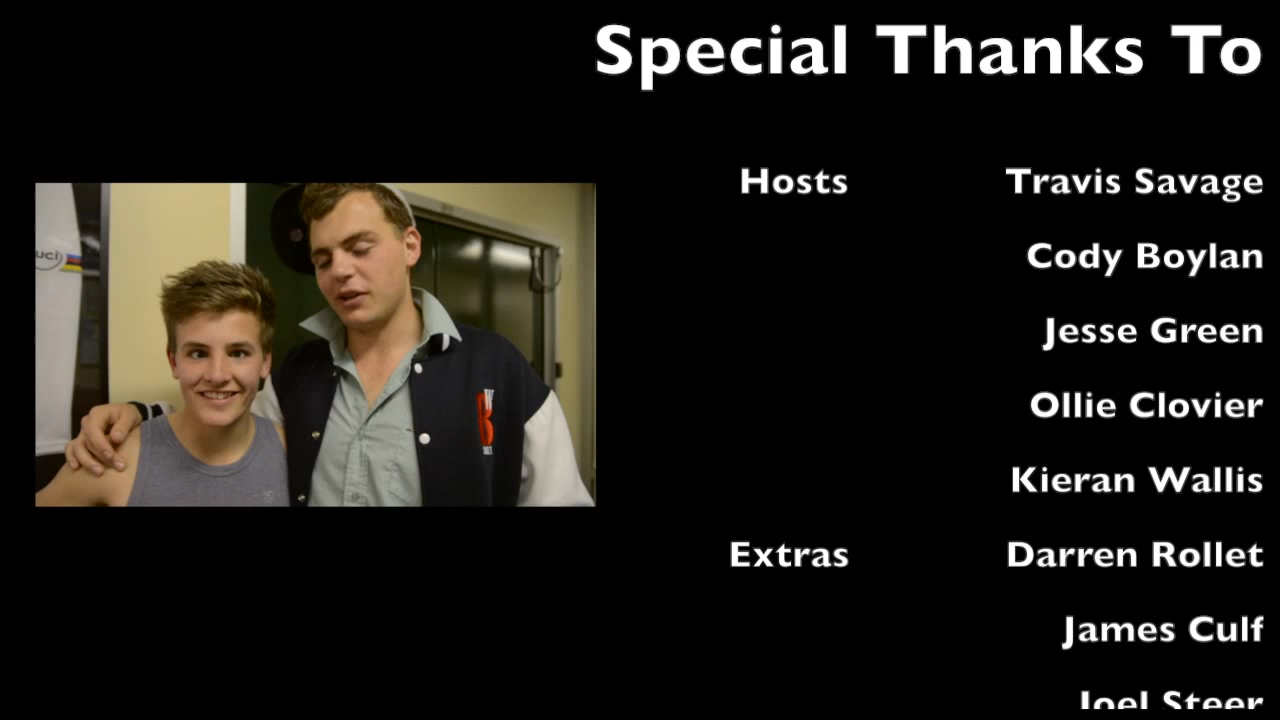 Special Thanks To
Hosts Travis Savage
Cody Boylan
Jesse Green
Ollie Clovier
Kieran Wallis
Extras Darren Rollet
James Culf
Joel Steer
uci